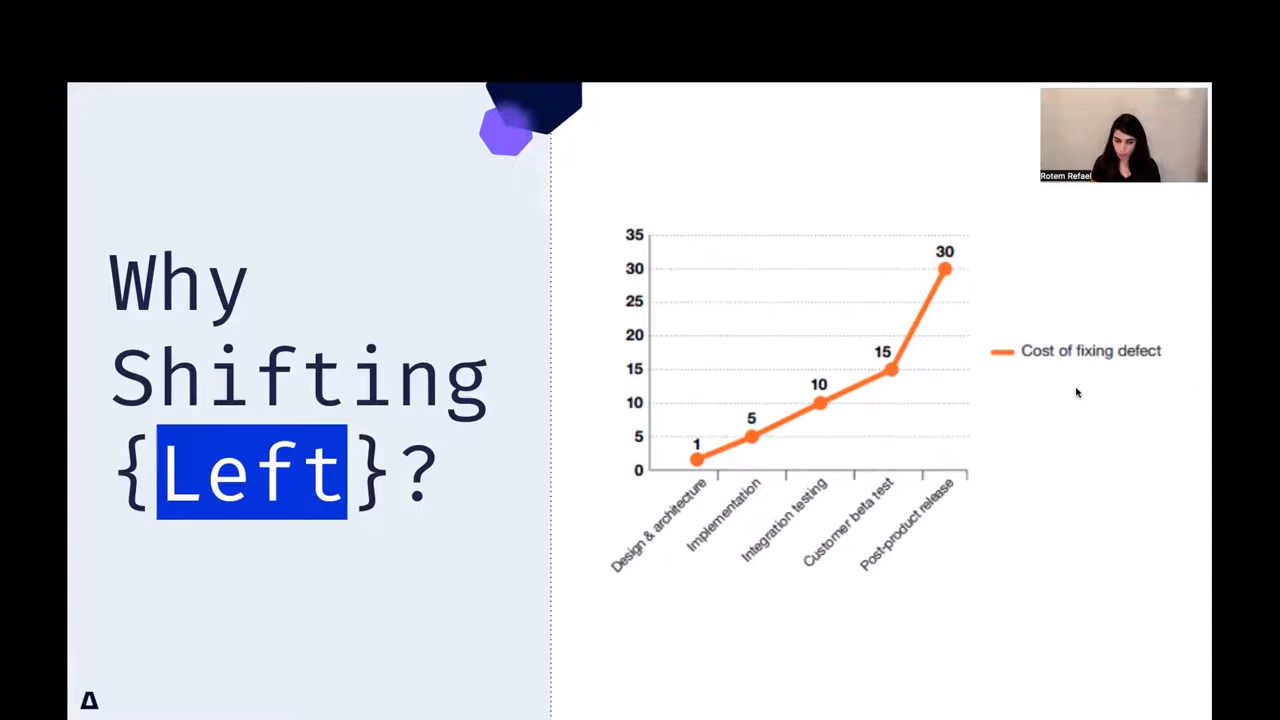 Why
Shifting
{Left}?
Rotem Refael
35
30
25
20
15
10
5
0
1
5
10
15
30
Design & architecture
Implementation
Integration testing
Customer beta test
Post-product release
Cost of fixing defect